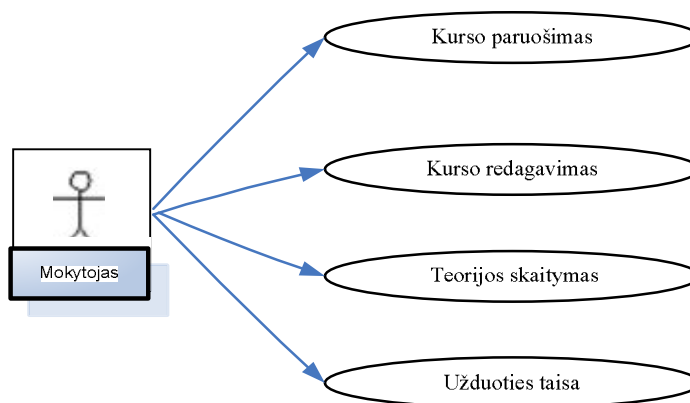 Kurso paruošimas
Kurso redagavimas
Mokytojas
Teorijos skaitymas
Užduoties taisa